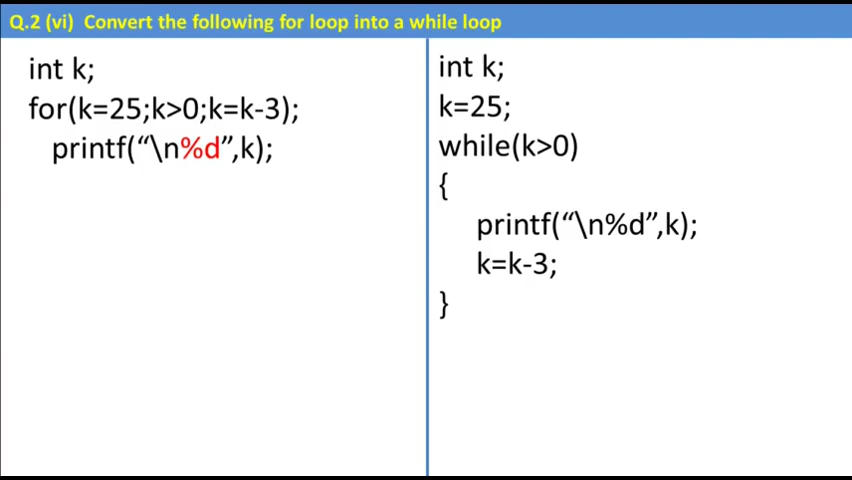 Q.2 (vi) Convert the following for loop into a while loop
int k;
for(k=25;k>0;k=k-3);
printf(“\n%d”,k);
int k;
k=25;
while(k>0)
{
printf(“\n%d”,k);
k=k-3;
}